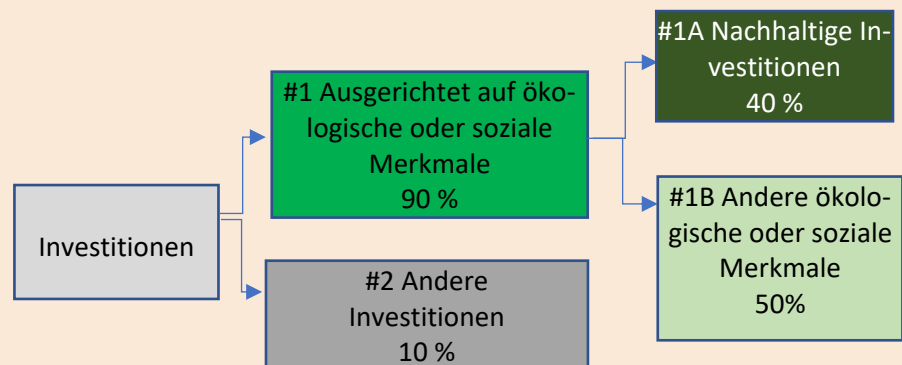 Investitionen
#1 Ausgerichtet auf öko-
logische oder soziale
Merkmale
90 %
#2 Andere
Investitionen
10 %
#1A Nachhaltige In-
vestitionen
40 %
#1B Andere ökolo-
gische oder soziale
Merkmale
50%